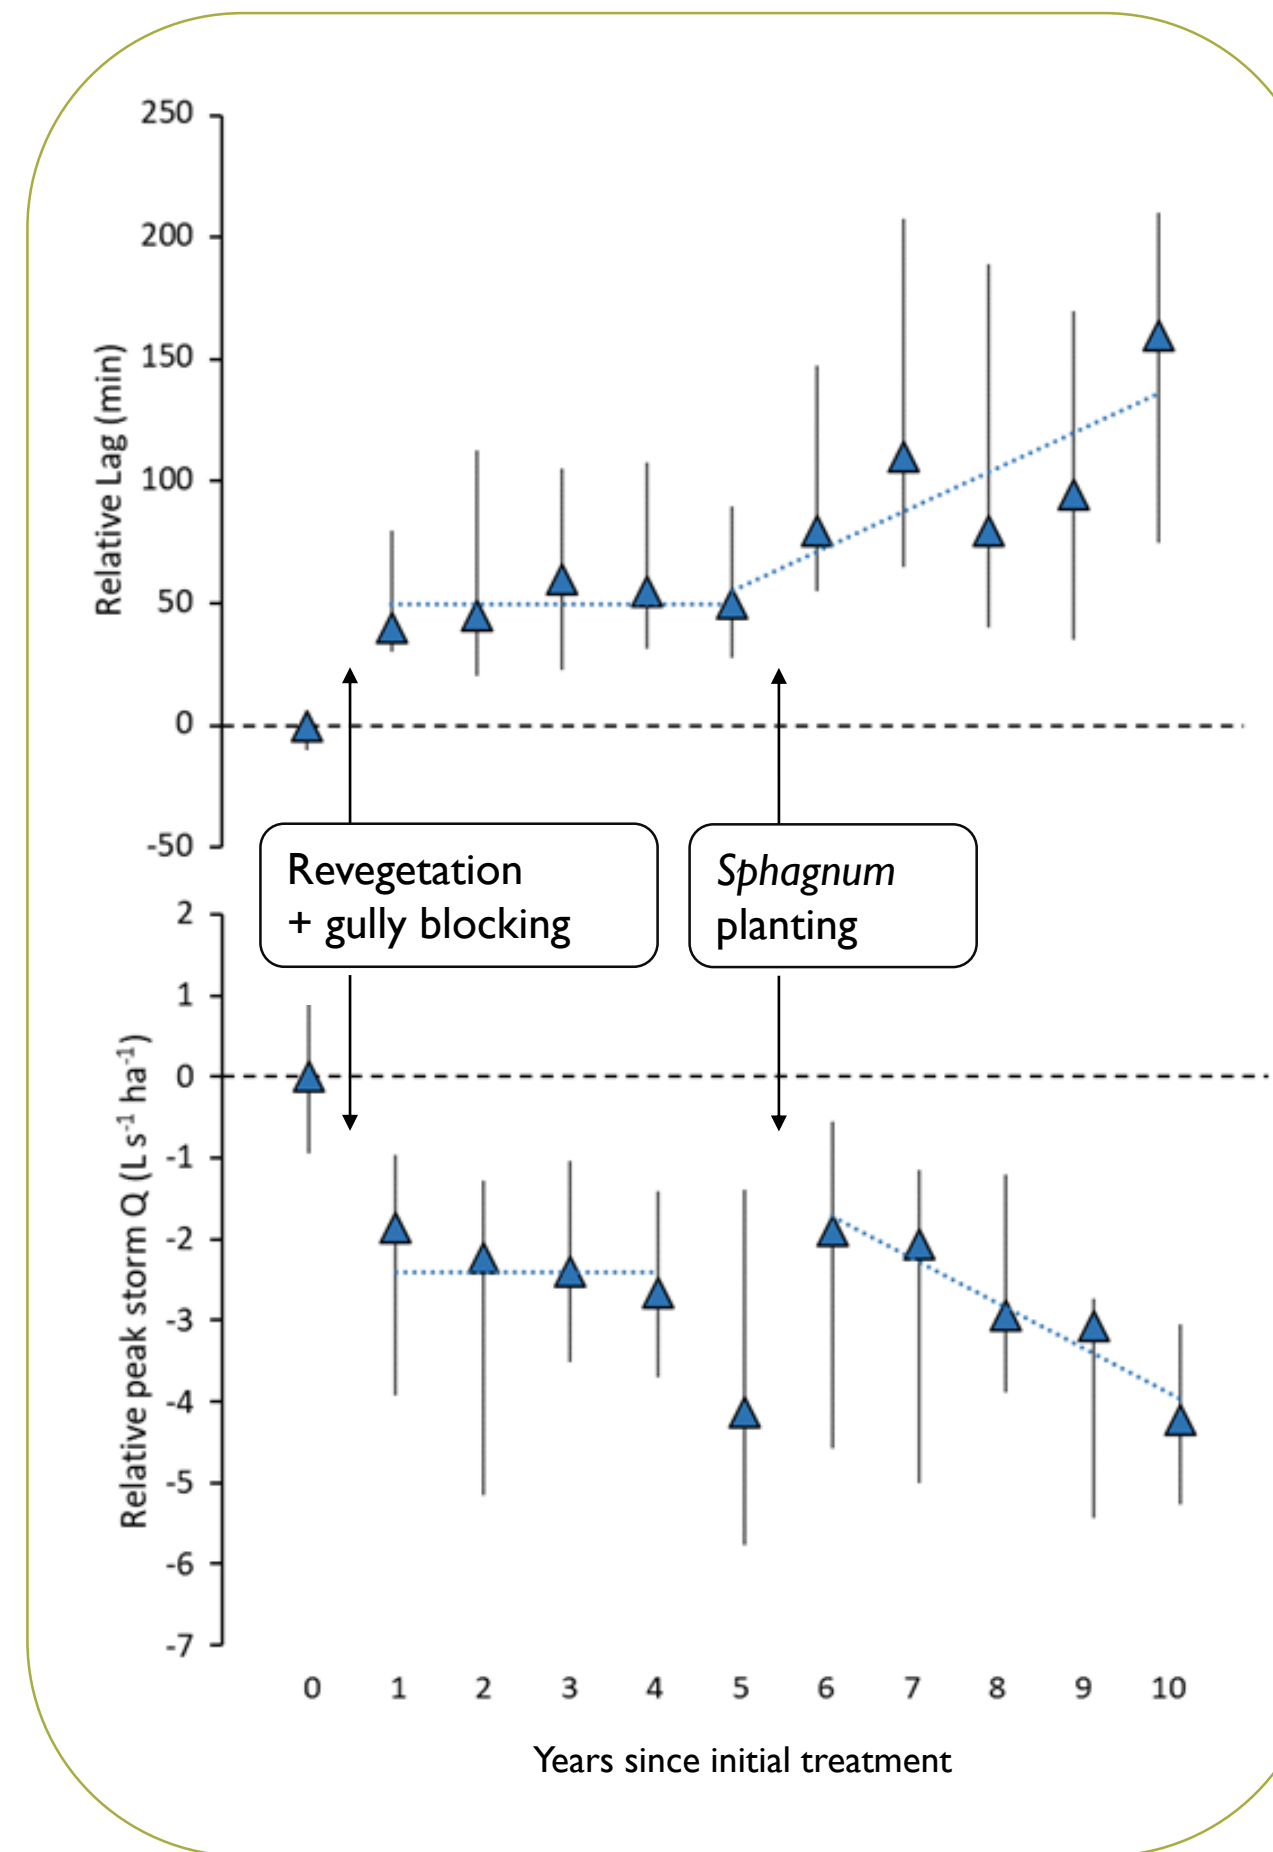 250
200
150
100
50
0
-50
Relative Lag (min)
Revegetation
+ gully blocking
Sphagnum
planting
2
1
0
-1
-2
-3
-4
-5
-6
-7
Relative peak storm Q (L s⁻¹ ha⁻¹)
0 1 2 3 4 5 6 7 8 9 10
Years since initial treatment